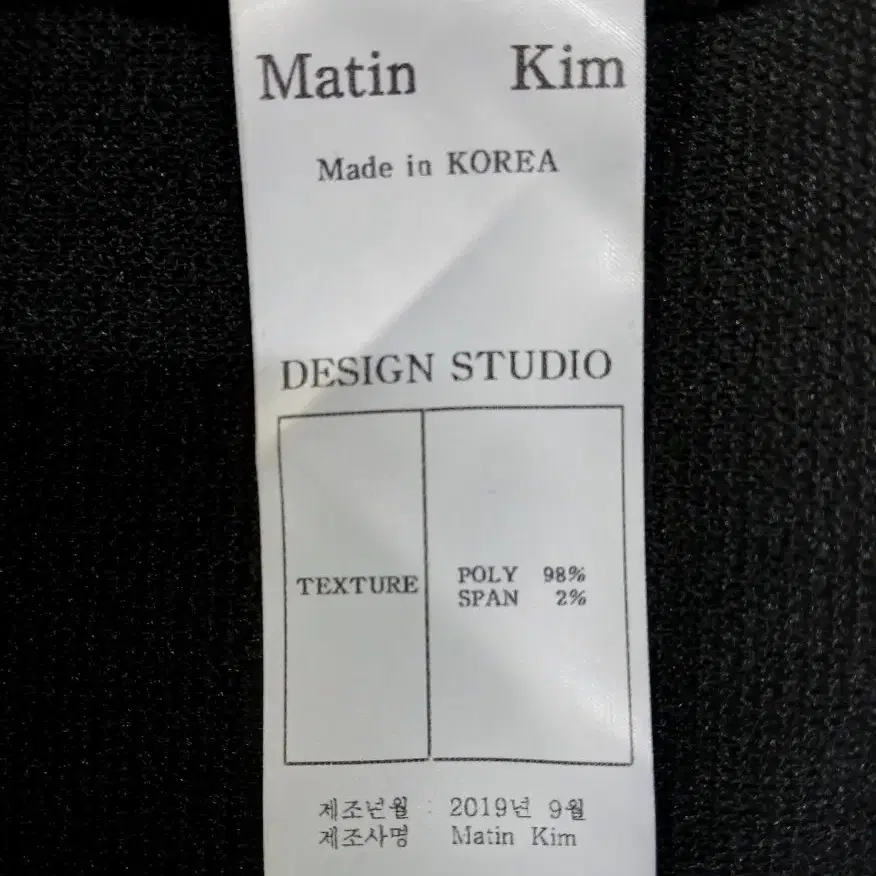 Matin Kim
Made in KOREA
DESIGN STUDIO
TEXTURE
POLY 98%
SPAN 2%
제조년월 : 2019년 9월
제조사명 Matin Kim